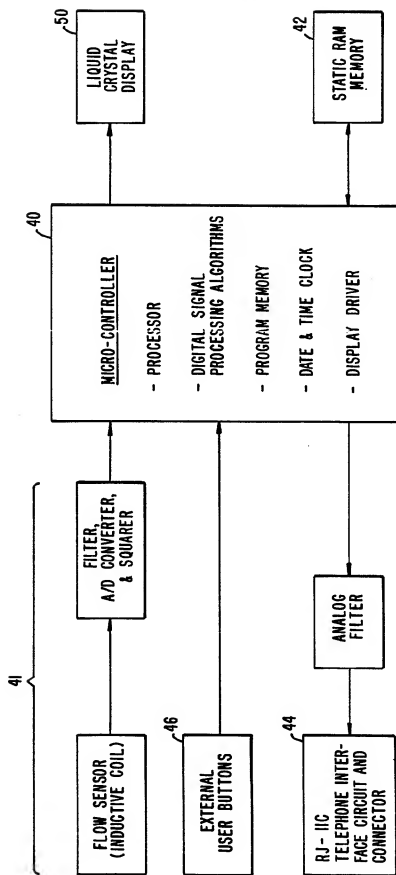 41
FLOW SENSOR
(INDUCTIVE COIL)
FILTER,
A/D CONVERTER,
& SQUARER
46
EXTERNAL
USER BUTTONS
44
RJ-11C
TELEPHONE INTER-
FACE CIRCUIT AND
CONNECTOR
ANALOG
FILTER
40
MICRO-CONTROLLER
- PROCESSOR
- DIGITAL SIGNAL
PROCESSING ALGORITHMS
- PROGRAM MEMORY
- DATE & TIME CLOCK
- DISPLAY DRIVER
50
LIQUID
CRYSTAL
DISPLAY
42
STATIC RAM
MEMORY